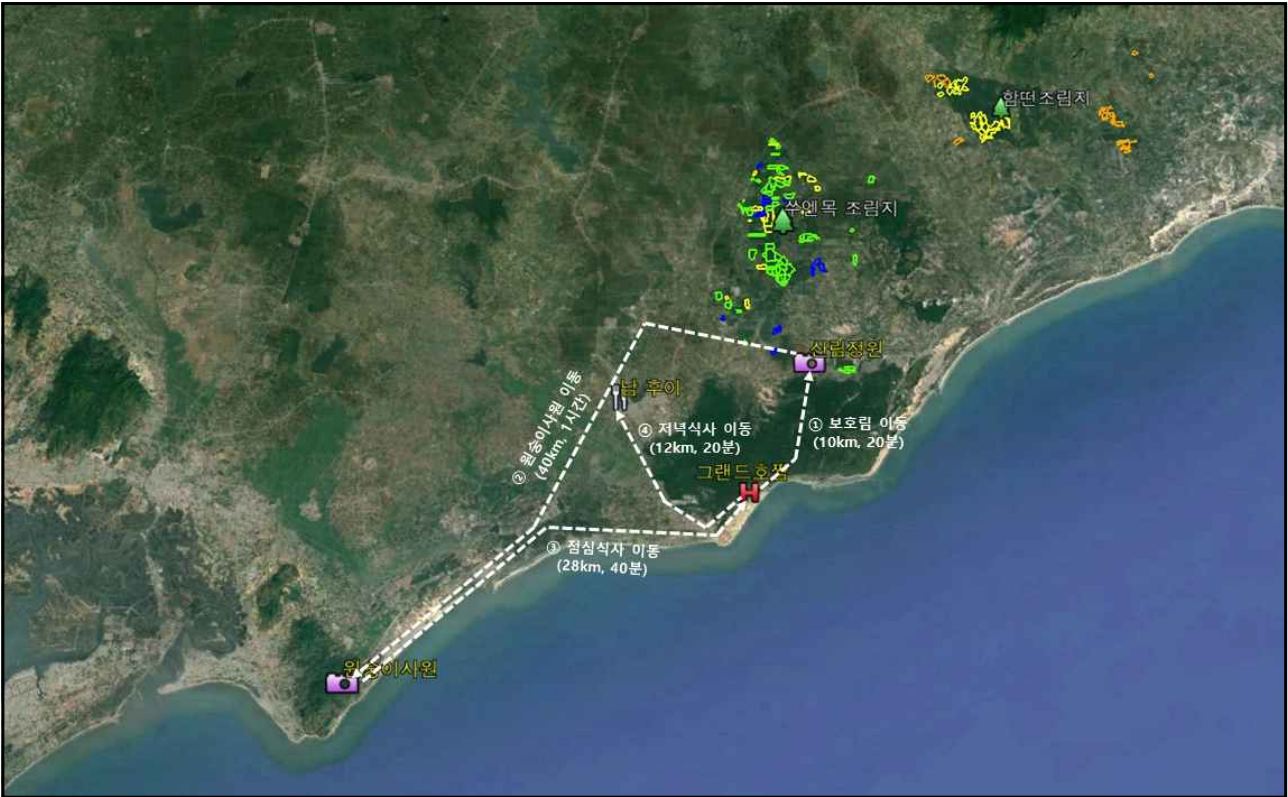 함떤조림지
쑤엔목 조림지
산림정원
남 후이
② 원숭이사원 이동
(40km, 1시간)
④ 저녁식사 이동
(12km, 20분)
① 보호림 이동
(10km, 20분)
그랜드호짬
H
③ 점심식사 이동
(28km, 40분)
원숭이사원